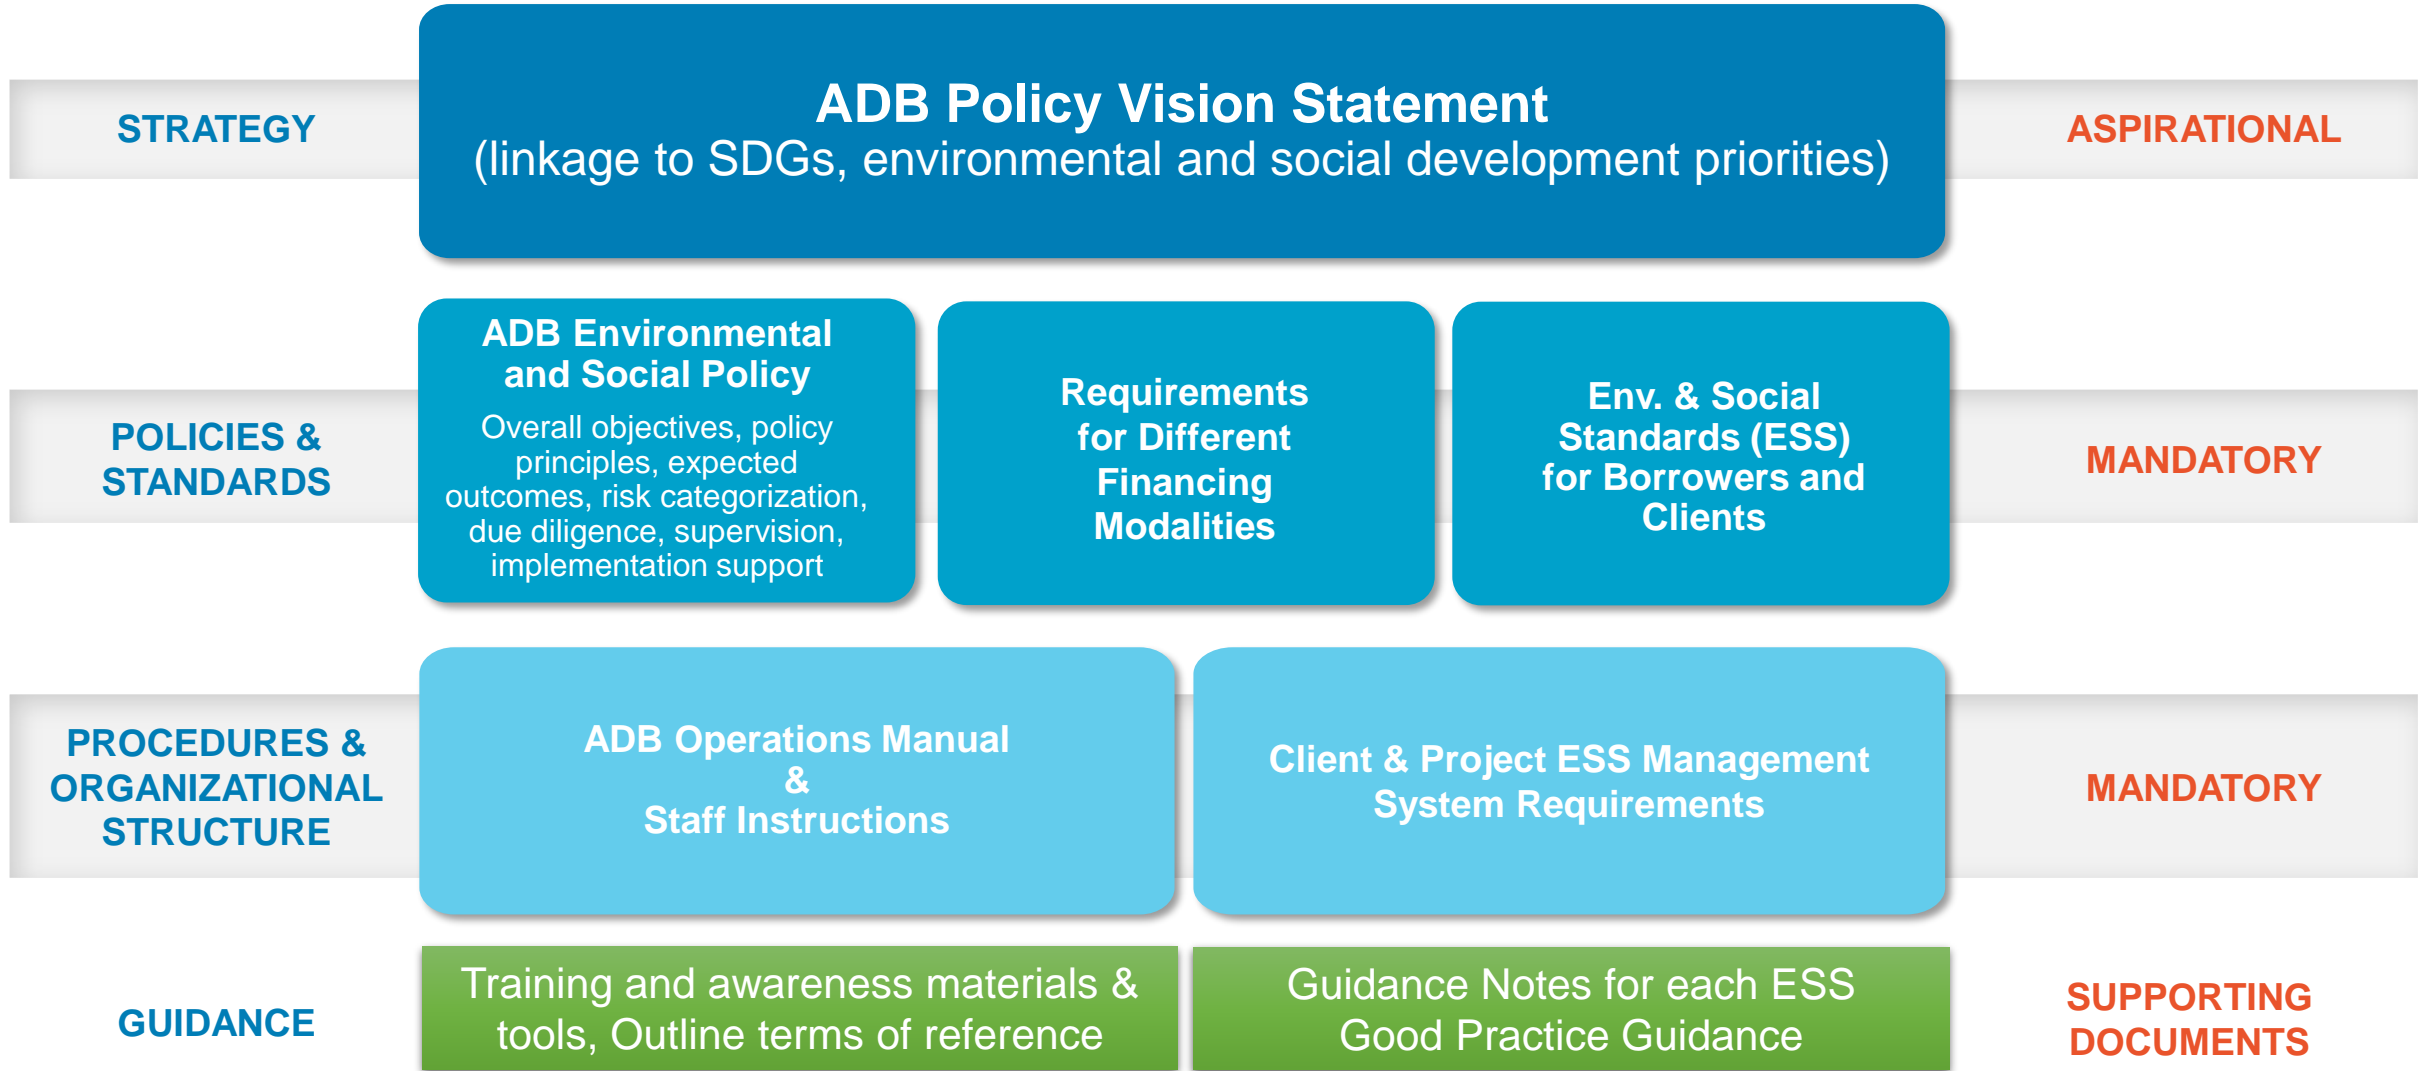 STRATEGY
ADB Policy Vision Statement
(linkage to SDGs, environmental and social development priorities)
ASPIRATIONAL
POLICIES &
STANDARDS
ADB Environmental
and Social Policy
Overall objectives, policy
principles, expected
outcomes, risk categorization,
due diligence, supervision,
implementation support
Requirements
for Different
Financing
Modalities
Env. & Social
Standards (ESS)
for Borrowers and
Clients
MANDATORY
PROCEDURES &
ORGANIZATIONAL
STRUCTURE
ADB Operations Manual
&
Staff Instructions
Client & Project ESS Management
System Requirements
MANDATORY
GUIDANCE
Training and awareness materials &
tools, Outline terms of reference
Guidance Notes for each ESS
Good Practice Guidance
SUPPORTING
DOCUMENTS